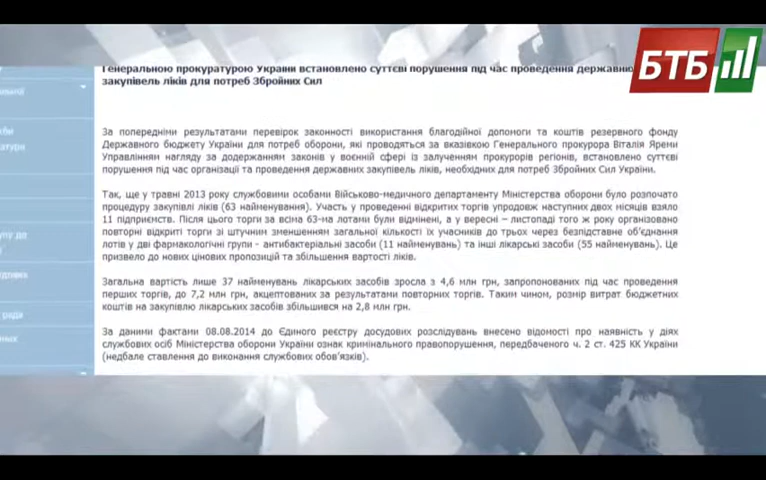 Генеральною прокуратурою України встановлено суттєві порушення під час проведення
закупівель ліків для потреб Збройних Сил
БТБ
За попередніми результатами перевірок законності використання благодійної допомоги та коштів резервного фонду
Державного бюджету України для потреб оборони, які проводяться за вказівкою Генерального прокурора Віталія Яреми
Управлінням нагляду за додержанням законів у воєнній сфері із залученням прокурорів регіонів, встановлено суттєві
порушення під час організації та проведення державних закупівель ліків, необхідних для потреб Збройних Сил України.
Так, ще у травні 2013 року службовими особами Військово-медичного департаменту Міністерства оборони було розпочато
процедуру закупівлі ліків (63 найменування). Участь у проведенні відкритих торгів упродовж наступних двох місяців взяло
11 підприємств. Після цього торги за всіма 63-ма лотами були відмінені, а у вересні – листопаді того ж року організовано
повторні відкриті торги зі штучним зменшенням загальної кількості їх учасників до трьох через безпідставне об'єднання
лотів у дві фармакологічні групи - антибактеріальні засоби (11 найменувань) та інші лікарські засоби (55 найменувань). Це
призвело до нових цінових пропозицій та збільшення вартості ліків.
Загальна вартість лише 37 найменувань лікарських засобів зросла з 4,6 млн грн, запропонованих під час проведення
перших торгів, до 7,2 млн грн, акцептованих за результатами повторних торгів. Таким чином, розмір витрат бюджетних
коштів на закупівлю лікарських засобів збільшився на 2,8 млн грн.
За даними фактами 08.08.2014 до Єдиного реєстру досудових розслідувань внесено відомості про наявність у діях
службових осіб Міністерства оборони України ознак кримінального правопорушення, передбаченого ч. 2 ст. 425 КК України
(недбале ставлення до виконання службових обов'язків).